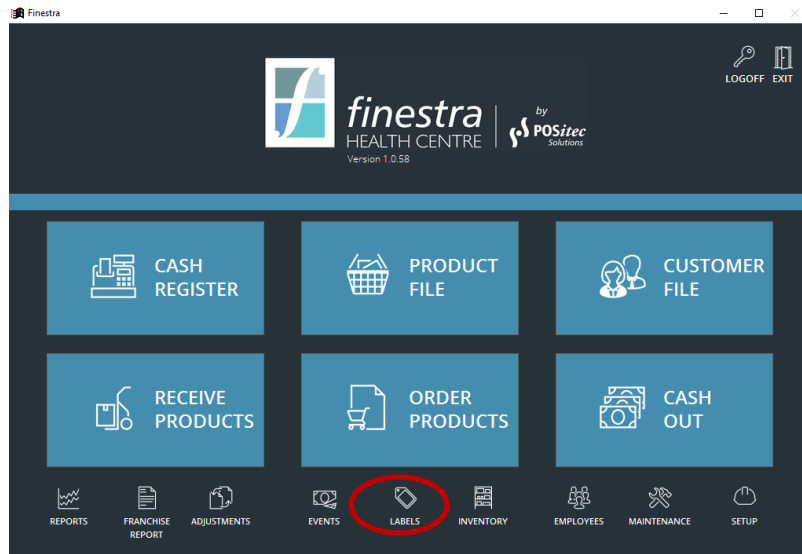 Finestra
LOGOFF EXIT
finestra
HEALTH CENTRE
Version 1.0.58
by
POSitec
Solutions
CASH
REGISTER
PRODUCT
FILE
CUSTOMER
FILE
RECEIVE
PRODUCTS
ORDER
PRODUCTS
CASH
OUT
REPORTS
FRANCHISE
REPORT
ADJUSTMENTS
EVENTS
LABELS
INVENTORY
EMPLOYEES
MAINTENANCE
SETUP